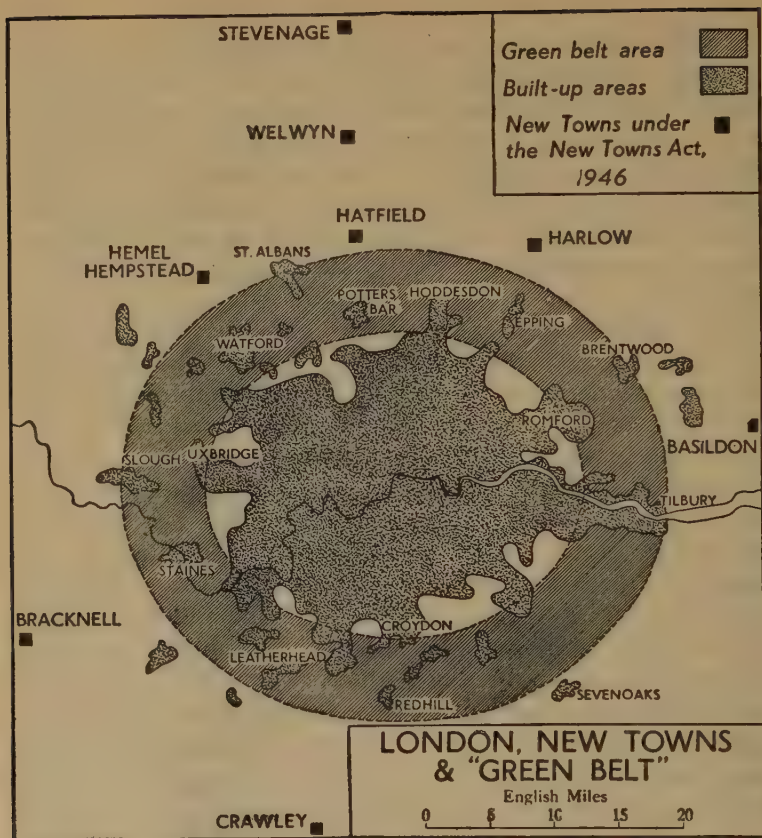 STEVENAGE
Green belt area
Built-up areas
New Towns under
the New Towns Act,
1946
WELWYN
HATFIELD
HARLOW
HEMEL
HEMPSTEAD
ST. ALBANS
POTTERS
BAR
HODDESDON
EPPING
WATFORD
BRENTWOOD
ROMFORD
BASILDON
SLOUGH
UXBRIDGE
TILBURY
STAINES
BRACKNELL
CROYDON
LEATHERHEAD
REDHILL
SEVENOAKS
LONDON, NEW TOWNS
& "GREEN BELT"
English Miles
0 5 10 15 20
CRAWLEY